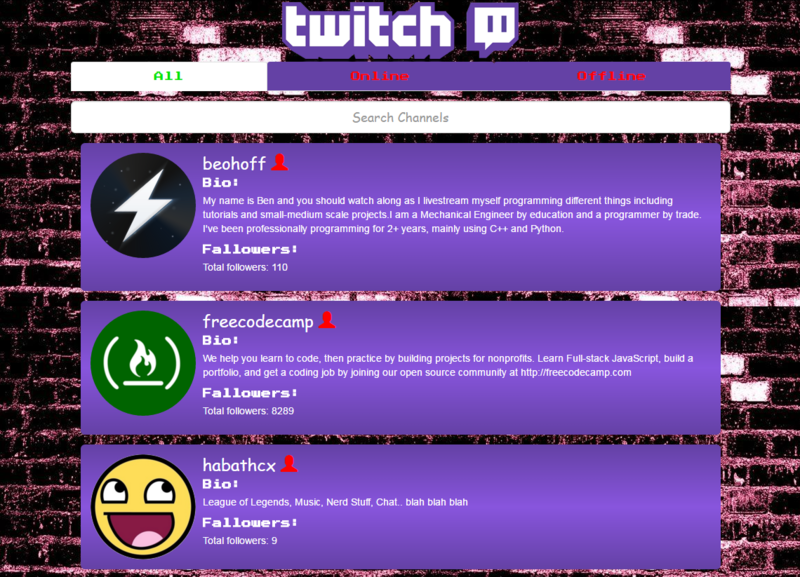 twitch
All Online Offline
Search Channels
beohoff
Bio:
My name is Ben and you should watch along as I livestream myself programming different things including
tutorials and small-medium scale projects.I am a Mechanical Engineer by education and a programmer by trade.
I've been professionally programming for 2+ years, mainly using C++ and Python.
Fallowers:
Total followers: 110
freecodecamp
Bio:
We help you learn to code, then practice by building projects for nonprofits. Learn Full-stack JavaScript, build a
portfolio, and get a coding job by joining our open source community at http://freecodecamp.com
Fallowers:
Total followers: 8289
habathcx
Bio:
League of Legends, Music, Nerd Stuff, Chat.. blah blah blah
Fallowers:
Total followers: 9